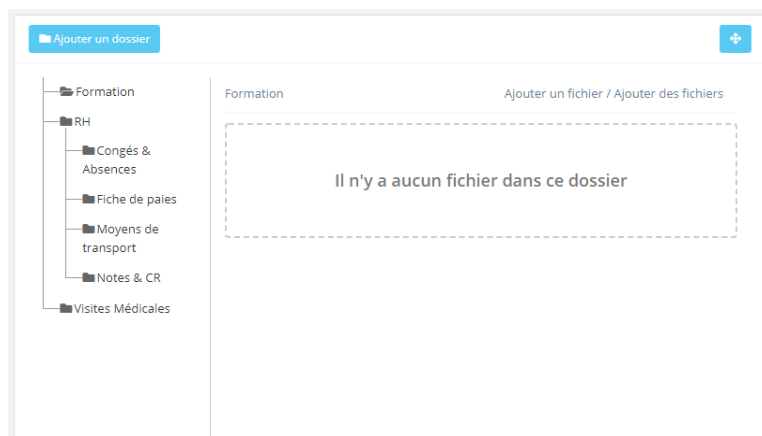 Ajouter un dossier
Formation
RH
Congés &
Absences
Fiche de paies
Moyens de
transport
Notes & CR
Visites Médicales
Formation
Ajouter un fichier / Ajouter des fichiers
Il n'y a aucun fichier dans ce dossier